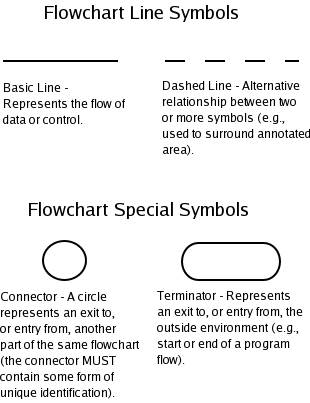 Flowchart Line Symbols
Basic Line -
Represents the flow of
data or control.
Dashed Line - Alternative
relationship between two
or more symbols (e.g.,
used to surround annotated
area).
Flowchart Special Symbols
Connector - A circle
represents an exit to,
or entry from, another
part of the same flowchart
(the connector MUST
contain some form of
unique identification).
Terminator - Represents
an exit to, or entry from, the
outside environment (e.g.,
start or end of a program
flow).